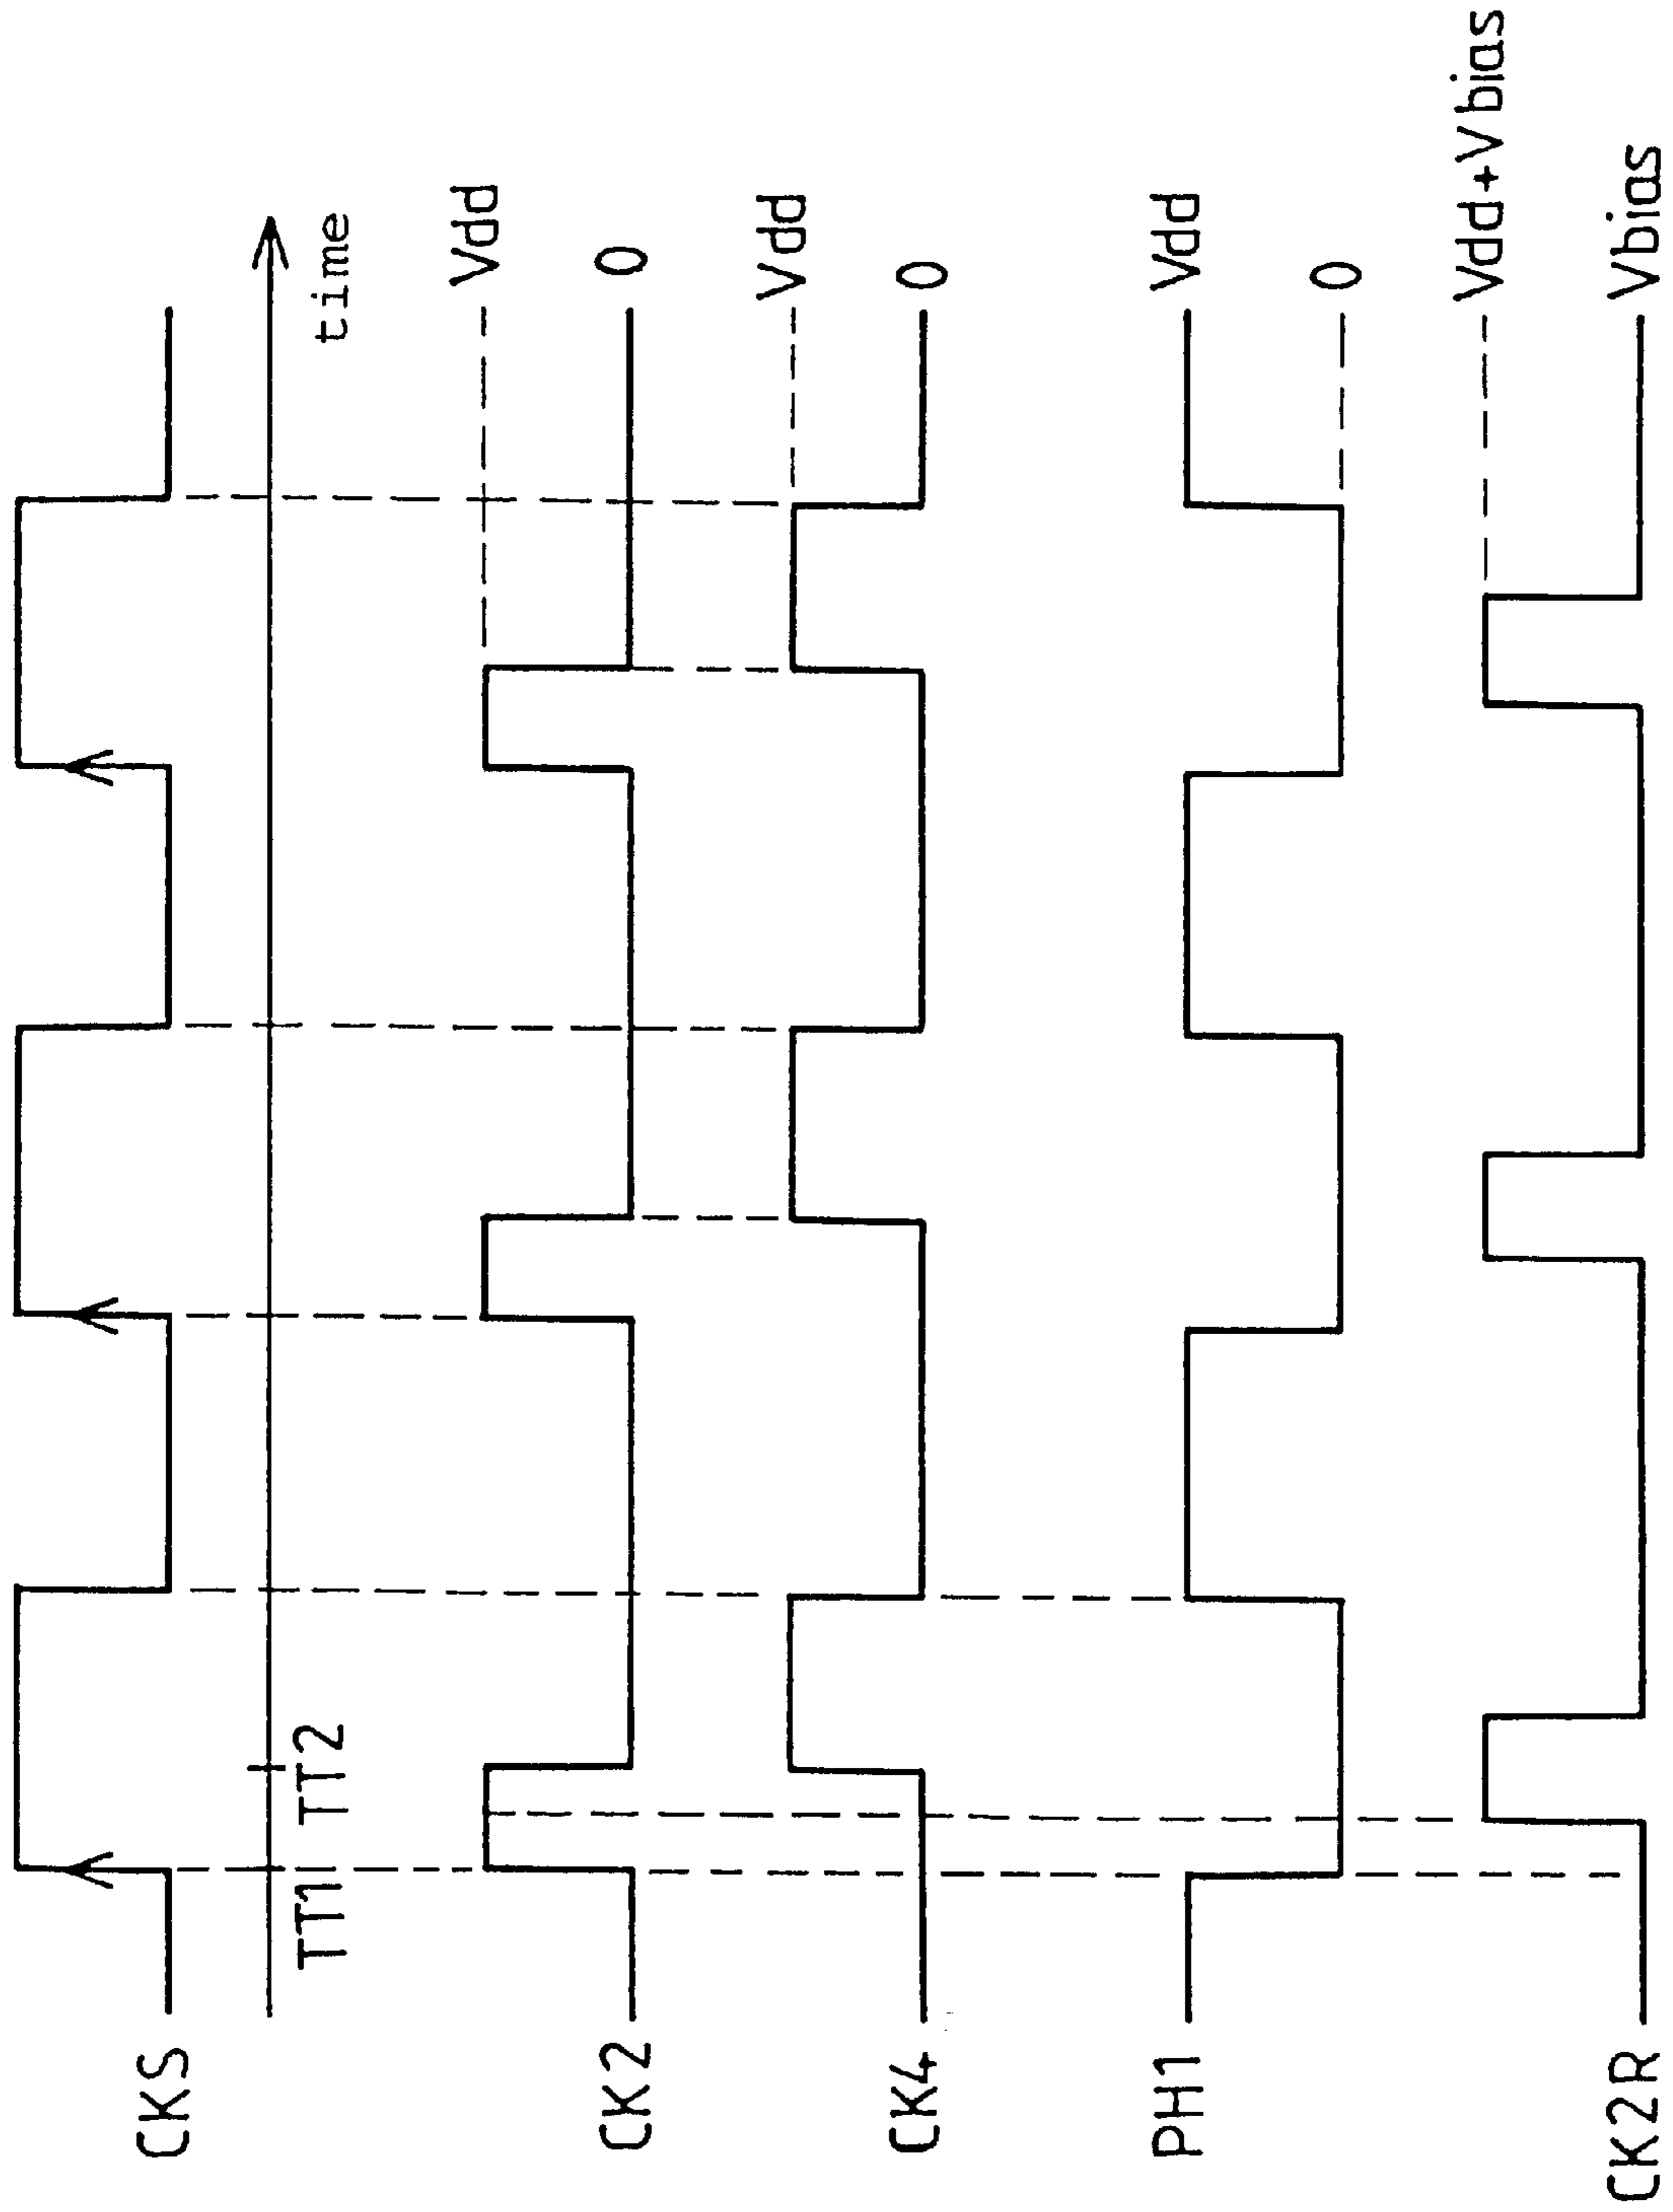 CKS
time
TT1 TT2
CK2
Vdd
0
CK4
Vdd
0
PH1
Vdd
0
CK2R
Vdd+Vbias
Vbias